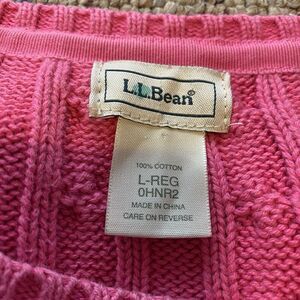 L.L.Bean®
100% COTTON
L-REG
0HNR2
MADE IN CHINA
CARE ON REVERSE